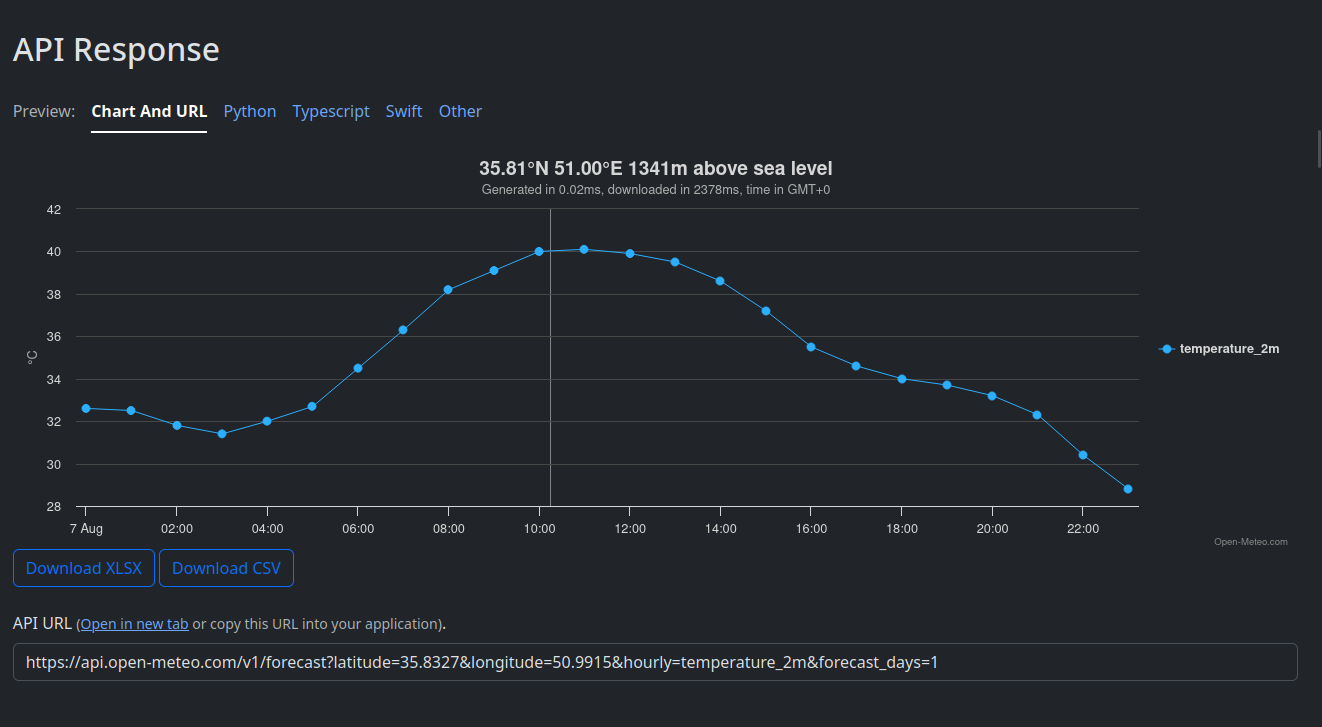 API Response
Preview: Chart And URL Python Typescript Swift Other
35.81°N 51.00°E 1341m above sea level
Generated in 0.02ms, downloaded in 2378ms, time in GMT+0
42
40
38
36
34
32
30
28
°C
temperature_2m
7 Aug 02:00 04:00 06:00 08:00 10:00 12:00 14:00 16:00 18:00 20:00 22:00
Open-Meteo.com
Download XLSX Download CSV
API URL (Open in new tab or copy this URL into your application).
https://api.open-meteo.com/v1/forecast?latitude=35.8327&longitude=50.9915&hourly=temperature_2m&forecast_days=1